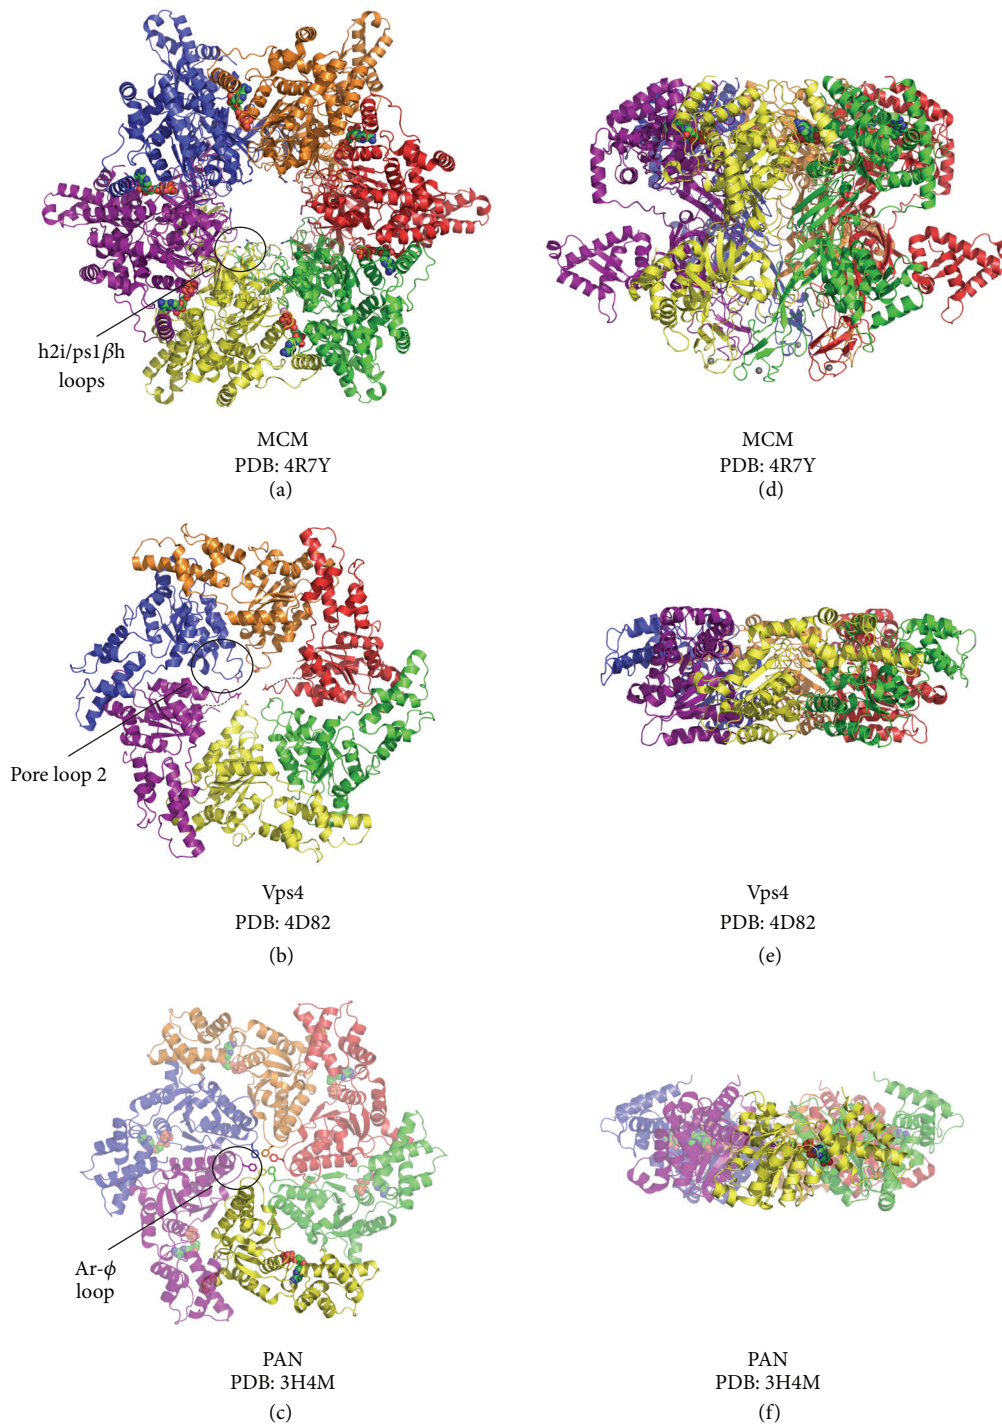 h2i/ps1βh
loops
MCM
PDB: 4R7Y
(a)
MCM
PDB: 4R7Y
(d)
Pore loop 2
Vps4
PDB: 4D82
(b)
Vps4
PDB: 4D82
(e)
Ar-ϕ
loop
PAN
PDB: 3H4M
(c)
PAN
PDB: 3H4M
(f)